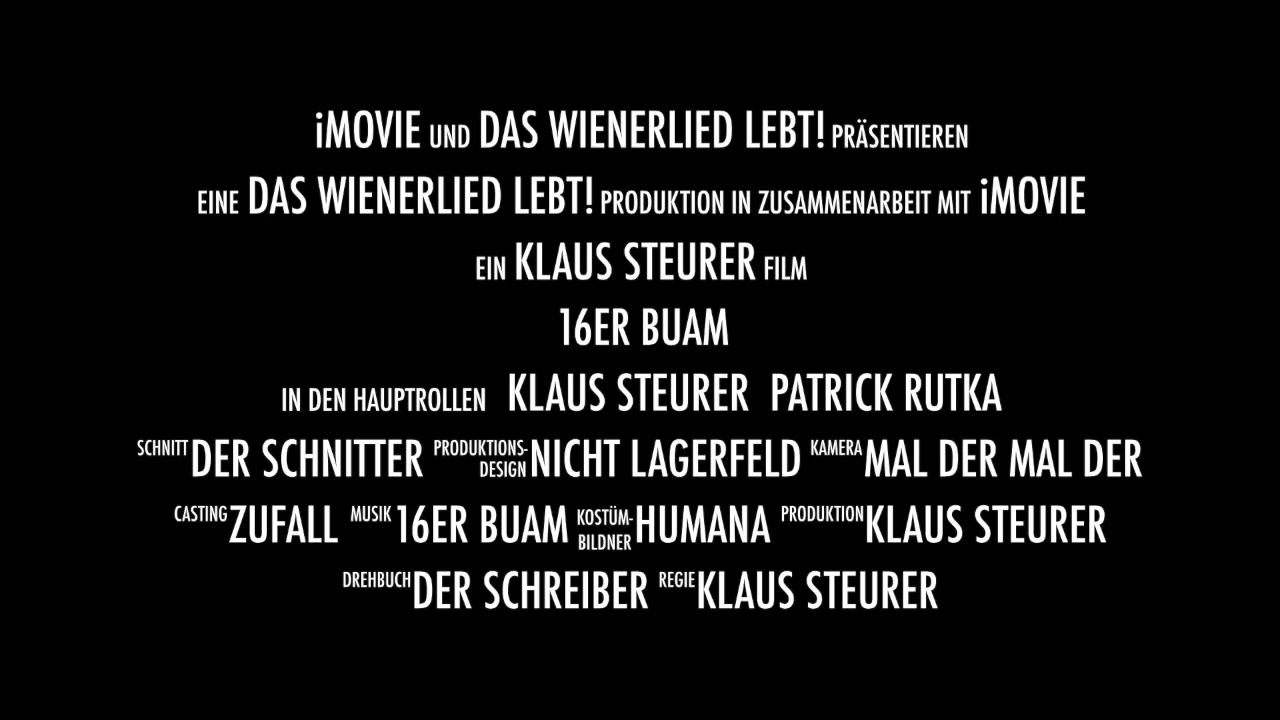 iMOVIE UND DAS WIENERLIED LEBT! PRÄSENTIEREN
EINE DAS WIENERLIED LEBT! PRODUKTION IN ZUSAMMENARBEIT MIT iMOVIE
EIN KLAUS STEURER FILM
16ER BUAM
IN DEN HAUPTROLLEN KLAUS STEURER PATRICK RUTKA
SCHNITT DER SCHNITTER PRODUKTIONS-DESIGN NICHT LAGERFELD KAMERA MAL DER MAL DER
CASTING ZUFALL MUSIK 16ER BUAM KOSTÜM-BILDNER HUMANA PRODUKTION KLAUS STEURER
DREHBUCH DER SCHREIBER REGIE KLAUS STEURER